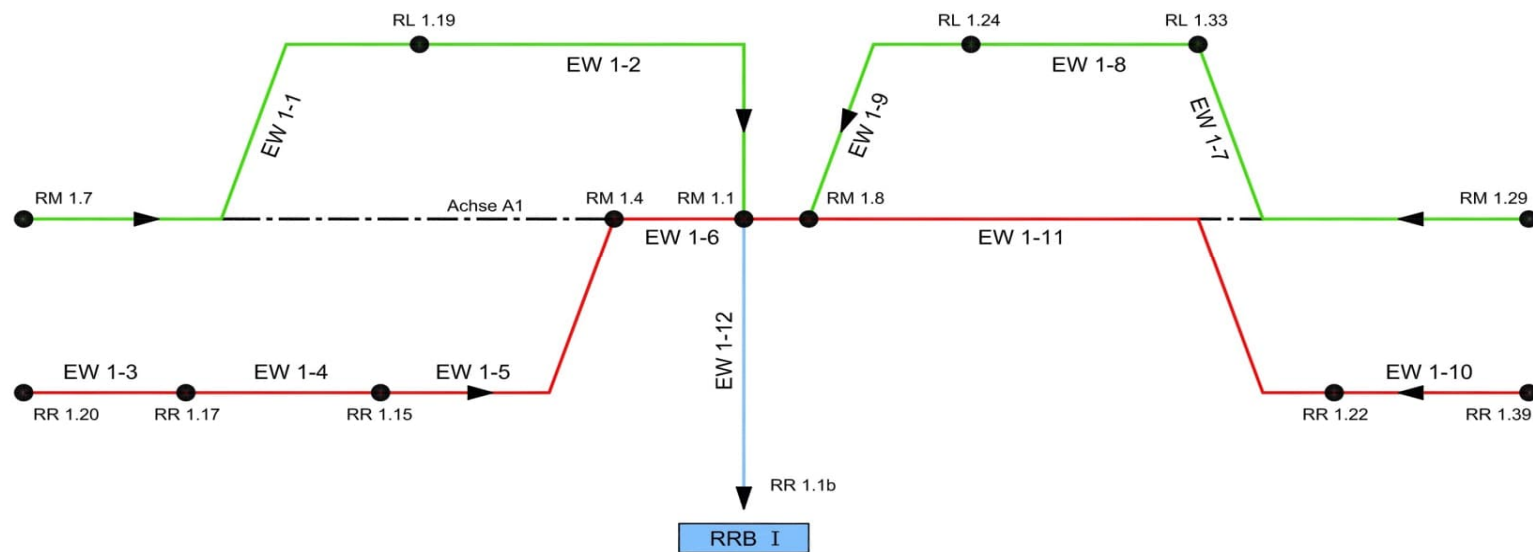 RL 1.19
RL 1.24
RL 1.33
EW 1-2
EW 1-8
EW 1-1
EW 1-9
EW 1-7
RM 1.7
Achse A1
RM 1.4
RM 1.1
RM 1.8
RM 1.29
EW 1-6
EW 1-11
EW 1-12
EW 1-3
EW 1-4
EW 1-5
EW 1-10
RR 1.20
RR 1.17
RR 1.15
RR 1.22
RR 1.39
RR 1.1b
RRB I